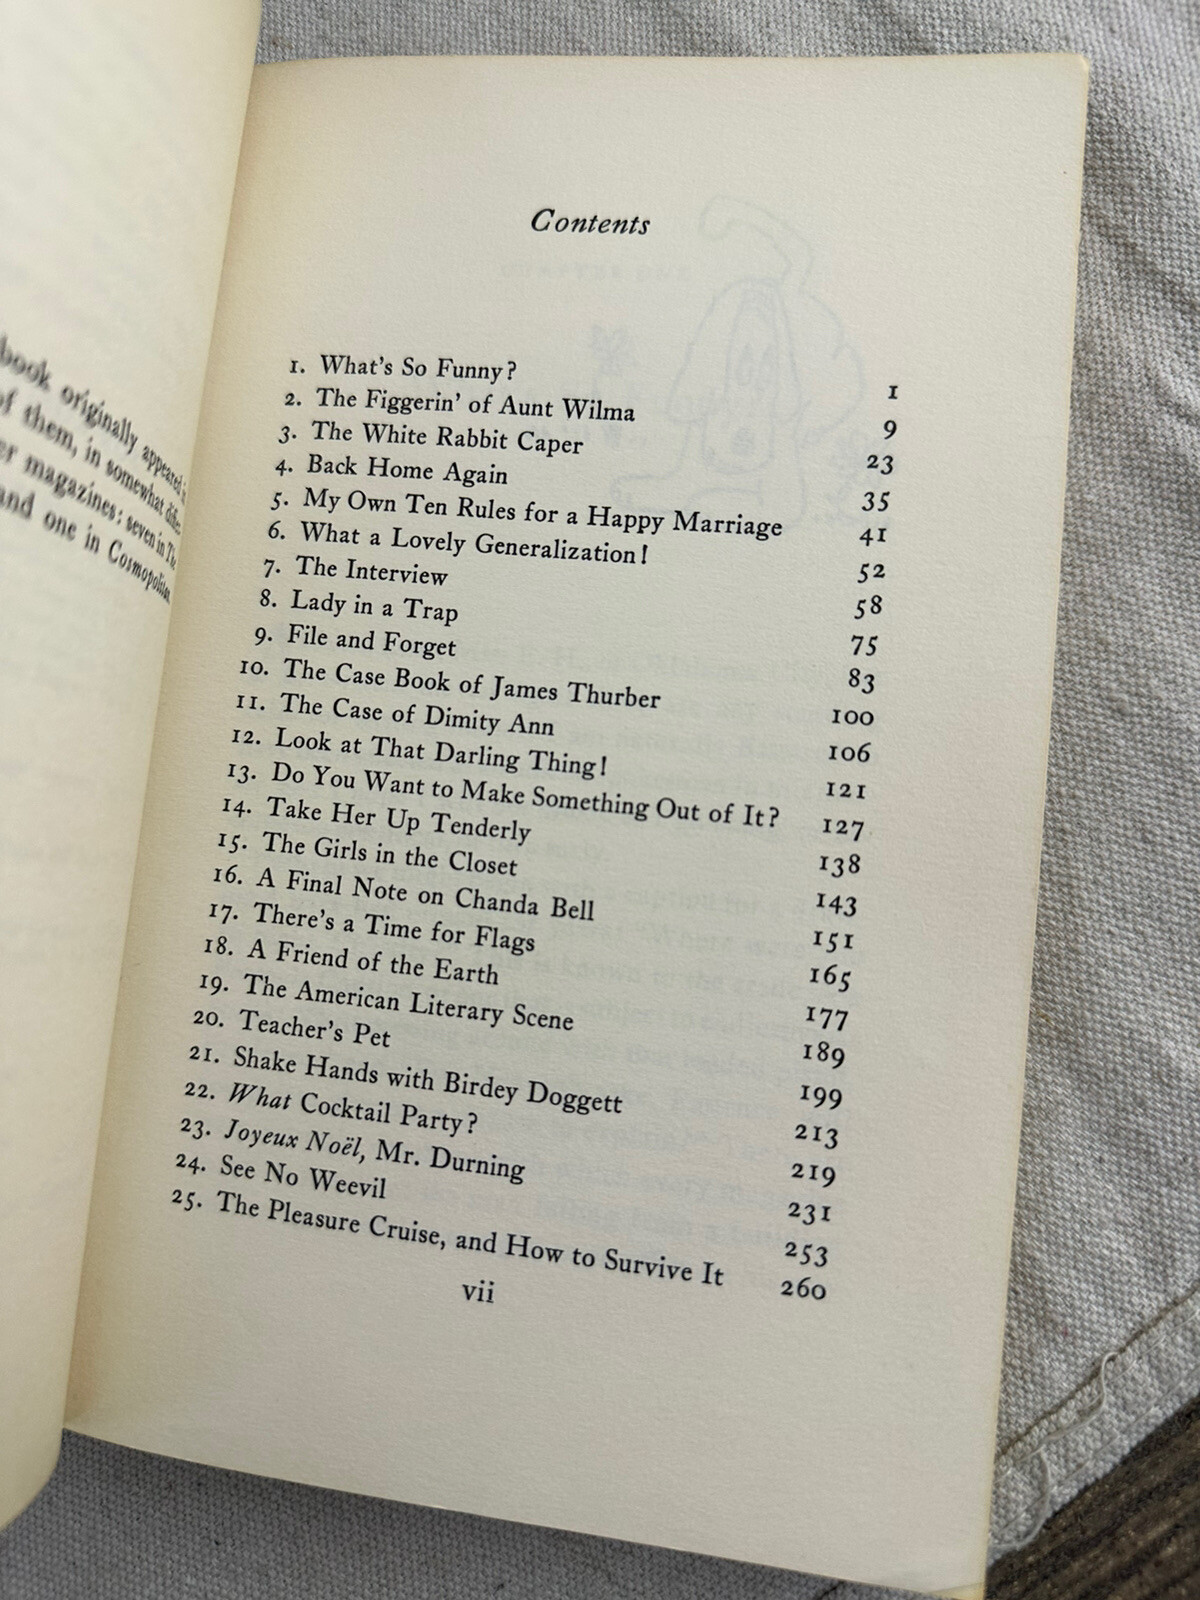 book originally appeared
of them, in somewhat
magazines: seven in
and one in Cosmopolitan.
Contents
1. What's So Funny? 1
2. The Figgerin' of Aunt Wilma 9
3. The White Rabbit Caper 23
4. Back Home Again 35
5. My Own Ten Rules for a Happy Marriage 41
6. What a Lovely Generalization! 52
7. The Interview 58
8. Lady in a Trap 75
9. File and Forget 83
10. The Case Book of James Thurber 100
11. The Case of Dimity Ann 106
12. Look at That Darling Thing! 121
13. Do You Want to Make Something Out of It? 127
14. Take Her Up Tenderly 138
15. The Girls in the Closet 143
16. A Final Note on Chanda Bell 151
17. There's a Time for Flags 165
18. A Friend of the Earth 177
19. The American Literary Scene 189
20. Teacher's Pet 199
21. Shake Hands with Birdey Doggett 213
22. What Cocktail Party? 219
23. Joyeux Noël, Mr. Durning 231
24. See No Weevil 253
25. The Pleasure Cruise, and How to Survive It 260
vii